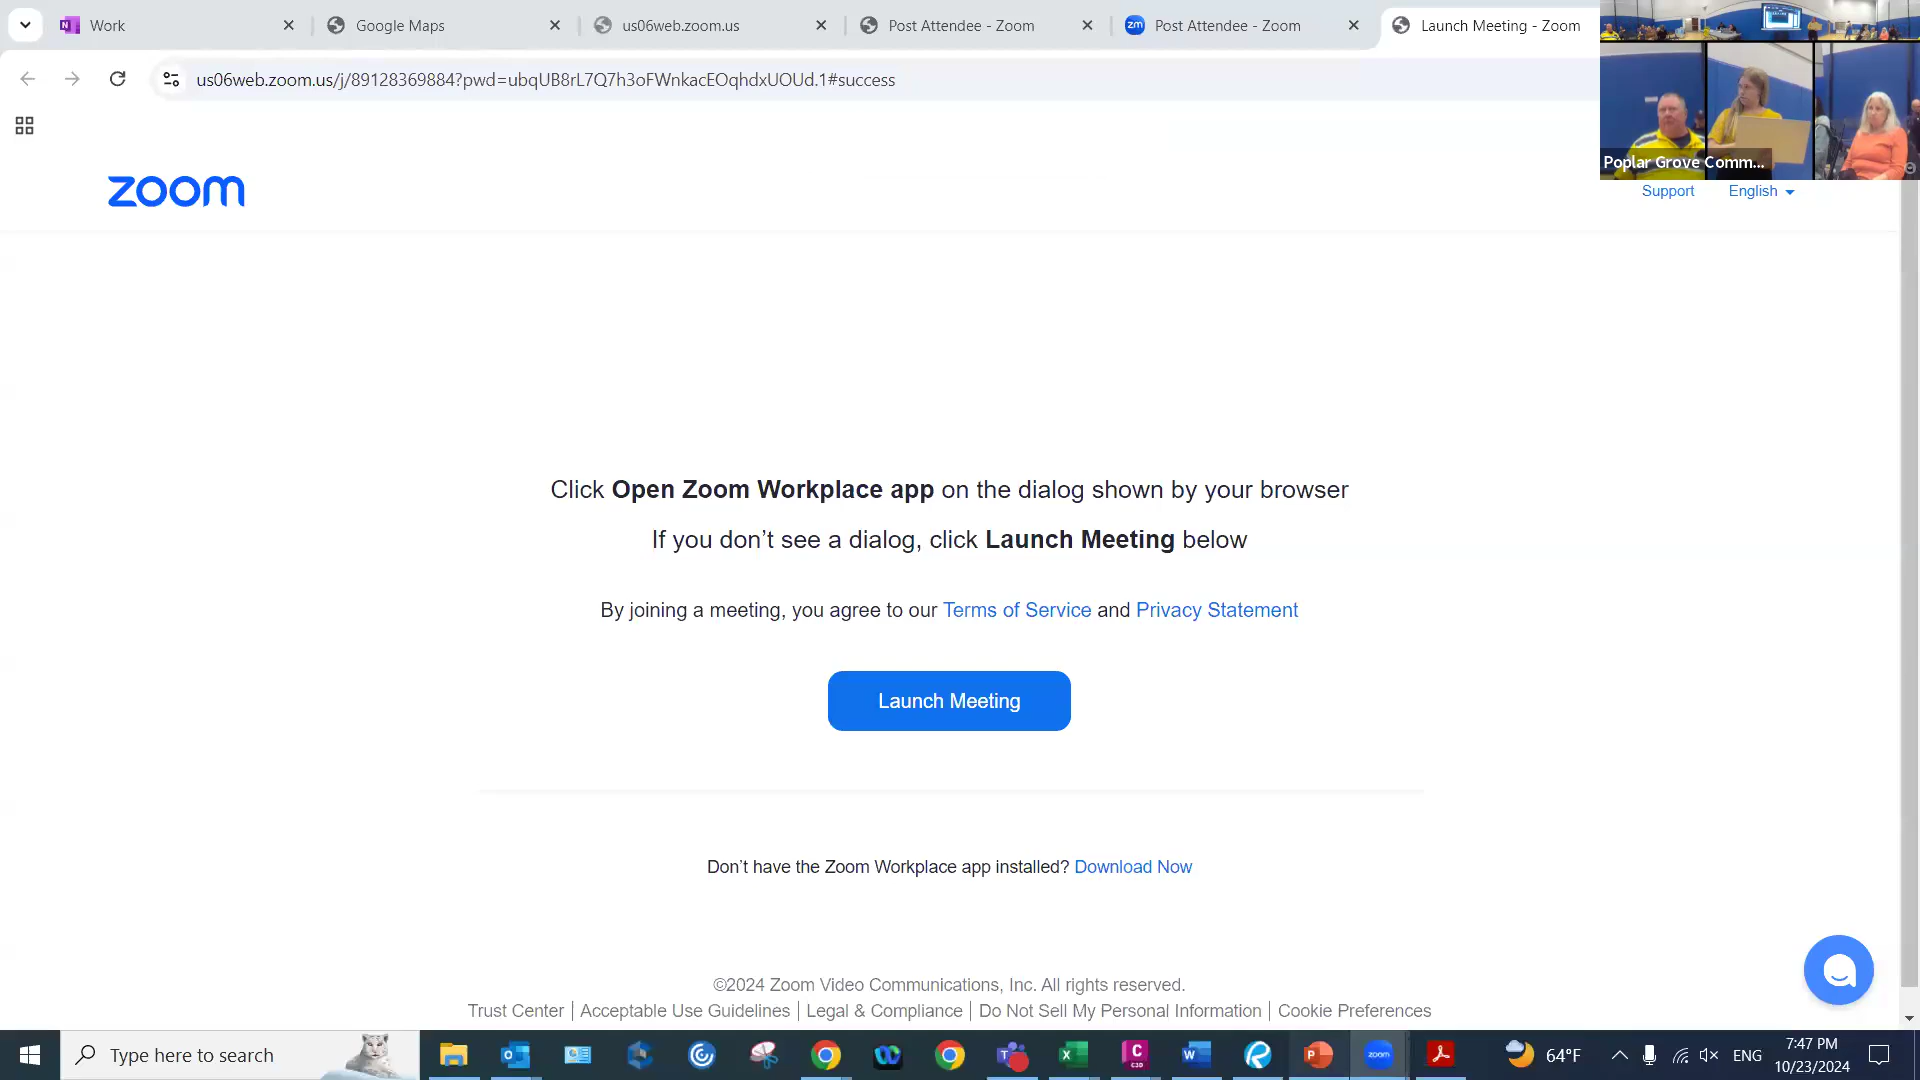 Work
Google Maps
us06web.zoom.us
Post Attendee - Zoom
Post Attendee - Zoom
Launch Meeting - Zoom
us06web.zoom.us/j/89128369884?pwd=ubqUB8rL7Q7h3oFWnkacEOqhdxUOUd.1#success
Poplar Grove Comm...
zoom
Support
English
Click Open Zoom Workplace app on the dialog shown by your browser
If you don’t see a dialog, click Launch Meeting below
By joining a meeting, you agree to our Terms of Service and Privacy Statement
Launch Meeting
Don’t have the Zoom Workplace app installed? Download Now
©2024 Zoom Video Communications, Inc. All rights reserved.
Trust Center | Acceptable Use Guidelines | Legal & Compliance | Do Not Sell My Personal Information | Cookie Preferences
Type here to search
64°F
ENG
7:47 PM
10/23/2024